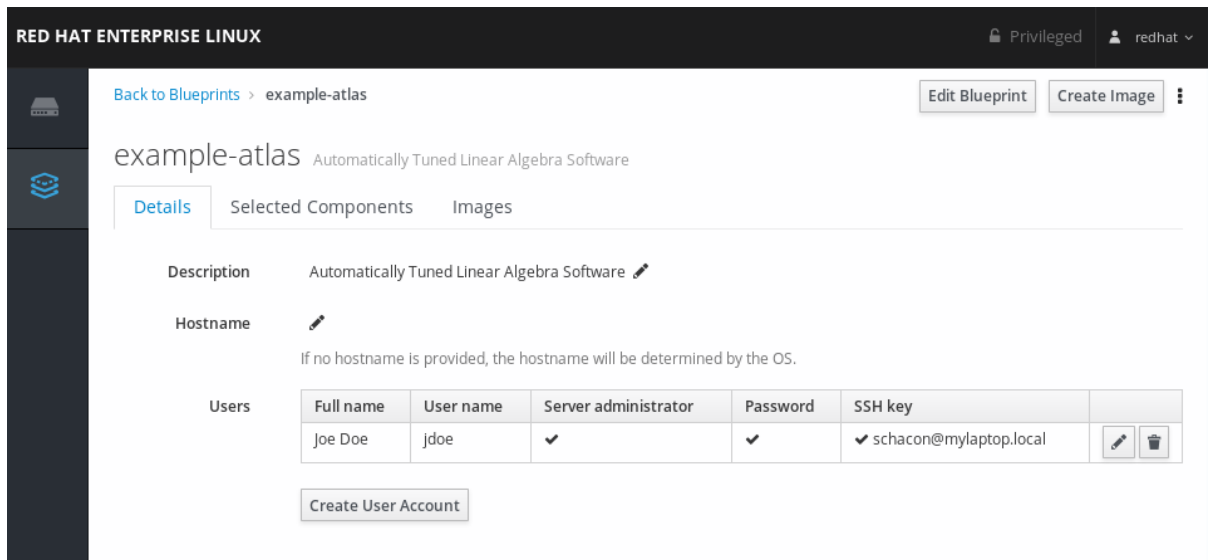 RED HAT ENTERPRISE LINUX Privileged redhat
Back to Blueprints › example-atlas Edit Blueprint Create Image
example-atlas Automatically Tuned Linear Algebra Software
Details Selected Components Images
Description Automatically Tuned Linear Algebra Software
Hostname
If no hostname is provided, the hostname will be determined by the OS.
Users Full name User name Server administrator Password SSH key
Joe Doe jdoe ✔ ✔ ✔ schacon@mylaptop.local
Create User Account